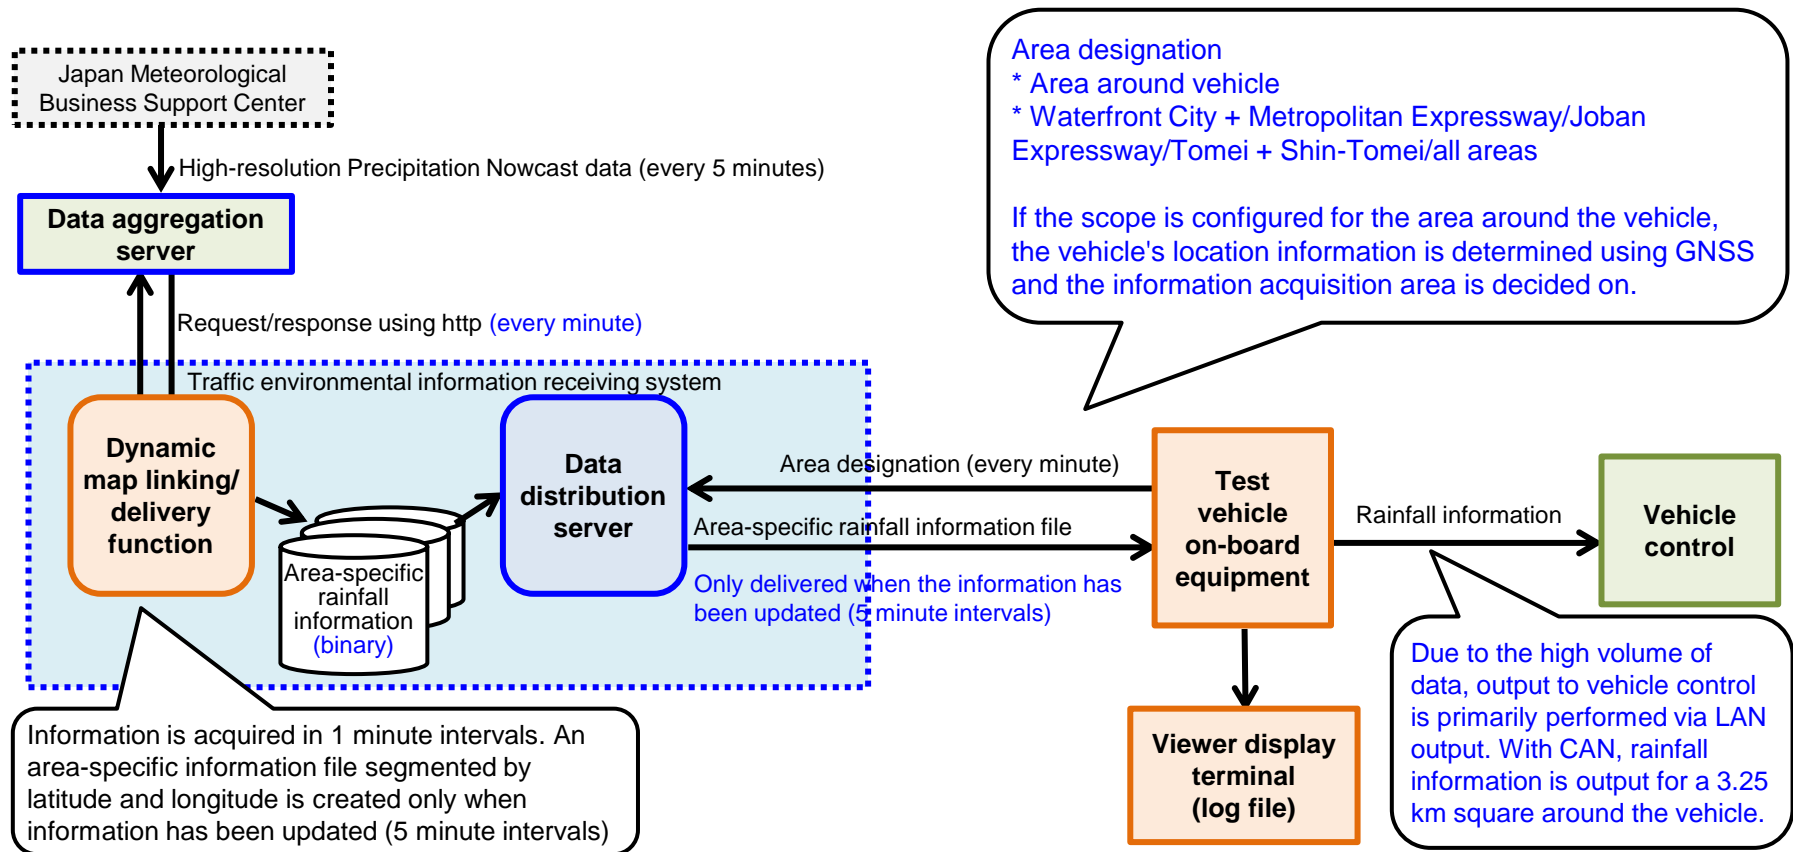 Japan Meteorological
Business Support Center
High-resolution Precipitation Nowcast data (every 5 minutes)
Data aggregation
server
Request/response using http (every minute)
Traffic environmental information receiving system
Dynamic
map linking/
delivery
function
Area-specific
rainfall
information
(binary)
Data
distribution
server
Information is acquired in 1 minute intervals. An
area-specific information file segmented by
latitude and longitude is created only when
information has been updated (5 minute intervals)
Area designation
* Area around vehicle
* Waterfront City + Metropolitan Expressway/Joban
Expressway/Tomei + Shin-Tomei/all areas
If the scope is configured for the area around the vehicle,
the vehicle's location information is determined using GNSS
and the information acquisition area is decided on.
Area designation (every minute)
Area-specific rainfall information file
Only delivered when the information has
been updated (5 minute intervals)
Test
vehicle
on-board
equipment
Rainfall information
Vehicle
control
Viewer display
terminal
(log file)
Due to the high volume of
data, output to vehicle control
is primarily performed via LAN
output. With CAN, rainfall
information is output for a 3.25
km square around the vehicle.